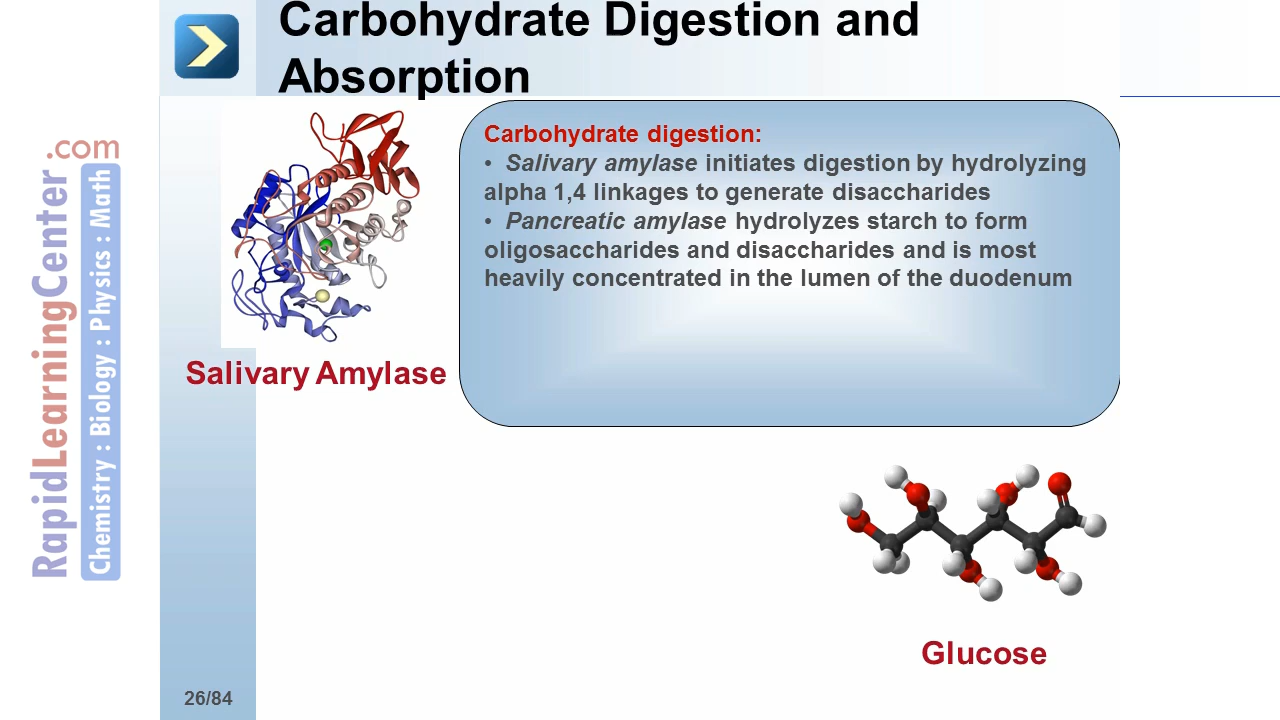 Carbohydrate Digestion and
Absorption
Carbohydrate digestion:
• Salivary amylase initiates digestion by hydrolyzing
alpha 1,4 linkages to generate disaccharides
• Pancreatic amylase hydrolyzes starch to form
oligosaccharides and disaccharides and is most
heavily concentrated in the lumen of the duodenum
Salivary Amylase
Glucose
26/84
RapidLearningCenter.com
Chemistry : Biology : Physics : Math